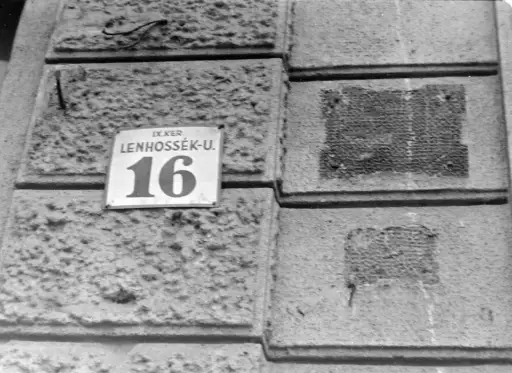 IX.KER.
LENHOSSÉK-U.
16